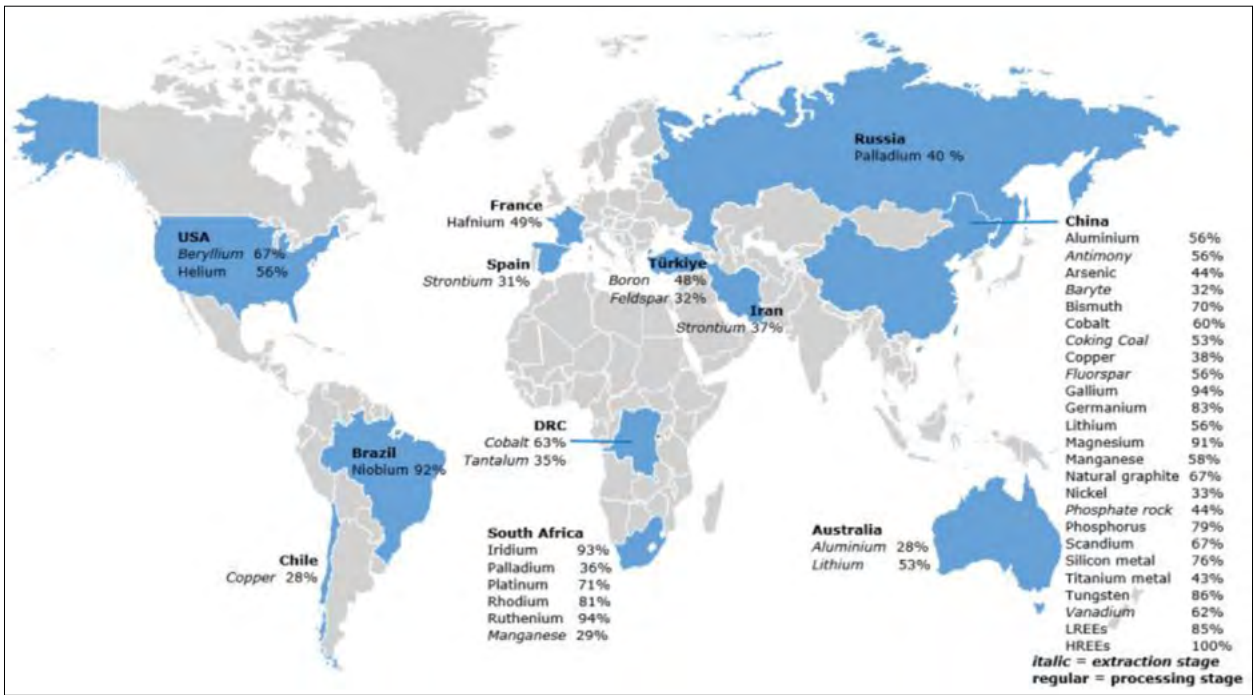 Russia
Palladium 40 %
France
Hafnium 49%
China
Aluminium 56%
Antimony 56%
Arsenic 44%
Baryte 32%
Bismuth 70%
Cobalt 60%
Coking Coal 53%
Copper 38%
Fluorspar 56%
Gallium 94%
Germanium 83%
Lithium 56%
Magnesium 91%
Manganese 58%
Natural graphite 67%
Nickel 33%
Phosphate rock 44%
Phosphorus 79%
Scandium 67%
Silicon metal 76%
Titanium metal 43%
Tungsten 86%
Vanadium 62%
LREEs 85%
HREEs 100%
USA
Beryllium 67%
Helium 56%
Spain
Strontium 31%
Türkiye
Boron 48%
Feldspar 32%
Iran
Strontium 37%
DRC
Cobalt 63%
Tantalum 35%
Brazil
Niobium 92%
South Africa
Iridium 93%
Palladium 36%
Platinum 71%
Rhodium 81%
Ruthenium 94%
Manganese 29%
Australia
Aluminium 28%
Lithium 53%
Chile
Copper 28%
italic = extraction stage
regular = processing stage